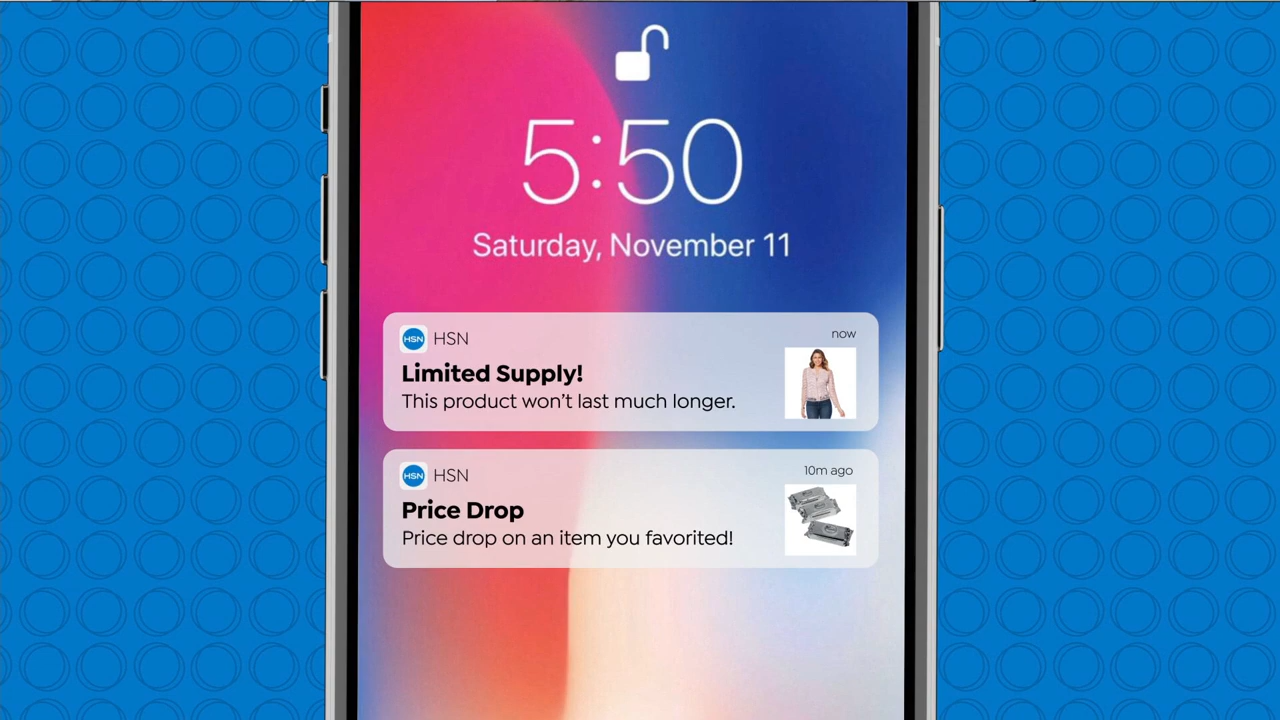 5:50
Saturday, November 11
HSN HSN now
Limited Supply!
This product won't last much longer.
HSN HSN 10m ago
Price Drop
Price drop on an item you favorited!